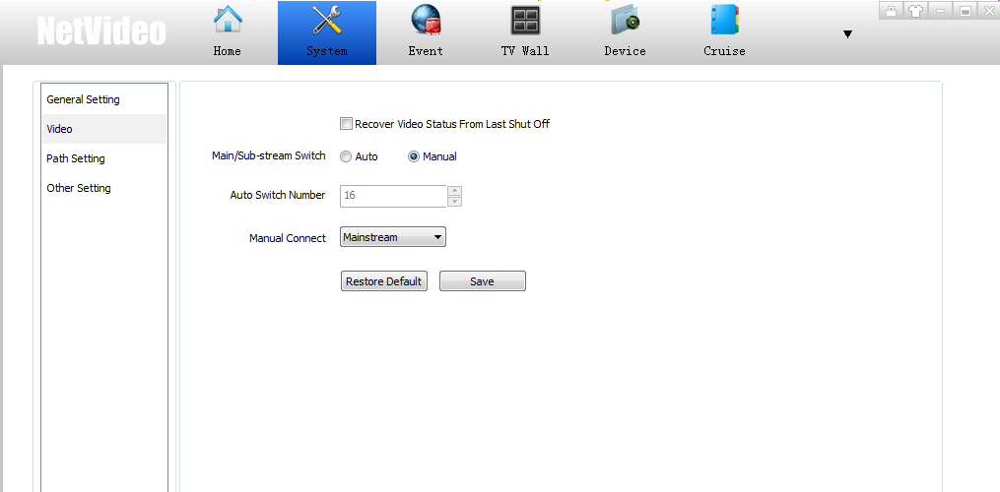 NetVideo
Home
System
Event
TV Wall
Device
Cruise
General Setting
Video
Path Setting
Other Setting
Recover Video Status From Last Shut Off
Main/Sub-stream Switch
Auto
Manual
Auto Switch Number
16
Manual Connect
Mainstream
Restore Default
Save